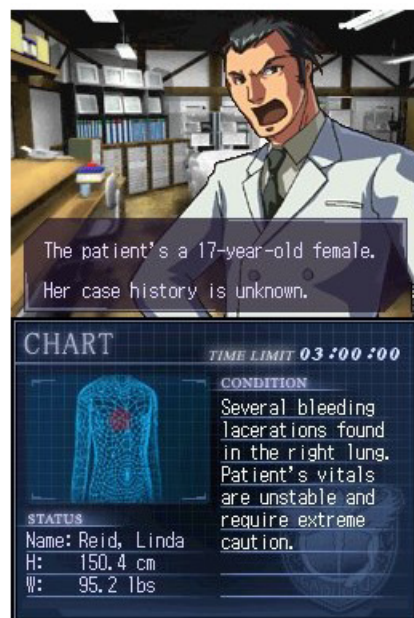 The patient's a 17-year-old female.
Her case history is unknown.
CHART
TIME LIMIT 03:00:00
CONDITION
Several bleeding
lacerations found
in the right lung.
Patient's vitals
are unstable and
require extreme
caution.
STATUS
Name: Reid, Linda
H: 150.4 cm
W: 95.2 lbs